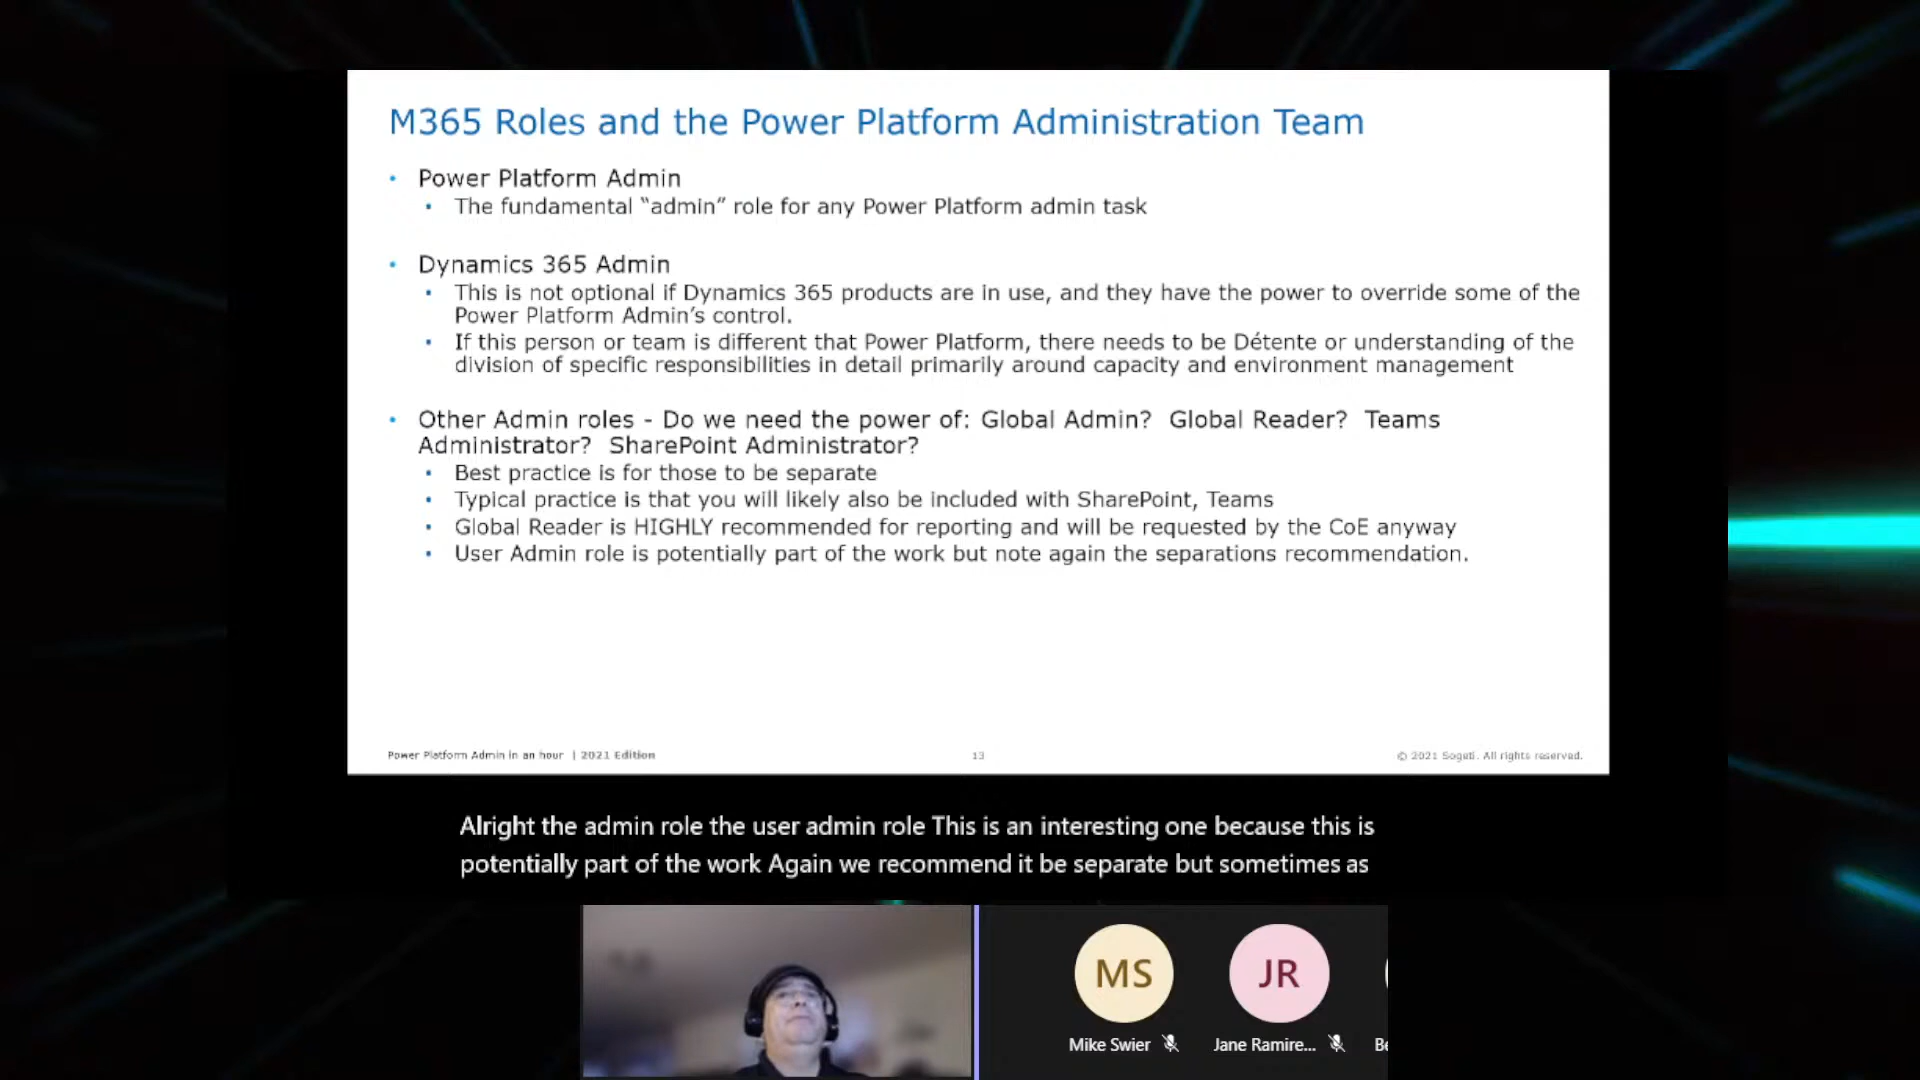 M365 Roles and the Power Platform Administration Team
• Power Platform Admin
• The fundamental “admin” role for any Power Platform admin task
• Dynamics 365 Admin
• This is not optional if Dynamics 365 products are in use, and they have the power to override some of the
Power Platform Admin’s control.
• If this person or team is different that Power Platform, there needs to be Détente or understanding of the
division of specific responsibilities in detail primarily around capacity and environment management
• Other Admin roles - Do we need the power of: Global Admin? Global Reader? Teams
Administrator? SharePoint Administrator?
• Best practice is for those to be separate
• Typical practice is that you will likely also be included with SharePoint, Teams
• Global Reader is HIGHLY recommended for reporting and will be requested by the CoE anyway
• User Admin role is potentially part of the work but note again the separations recommendation.
Power Platform Admin in an hour | 2021 Edition
13
© 2021 Sogeti. All rights reserved.
Alright the admin role the user admin role This is an interesting one because this is
potentially part of the work Again we recommend it be separate but sometimes as
MS
JR
Mike Swier
Jane Ramire...